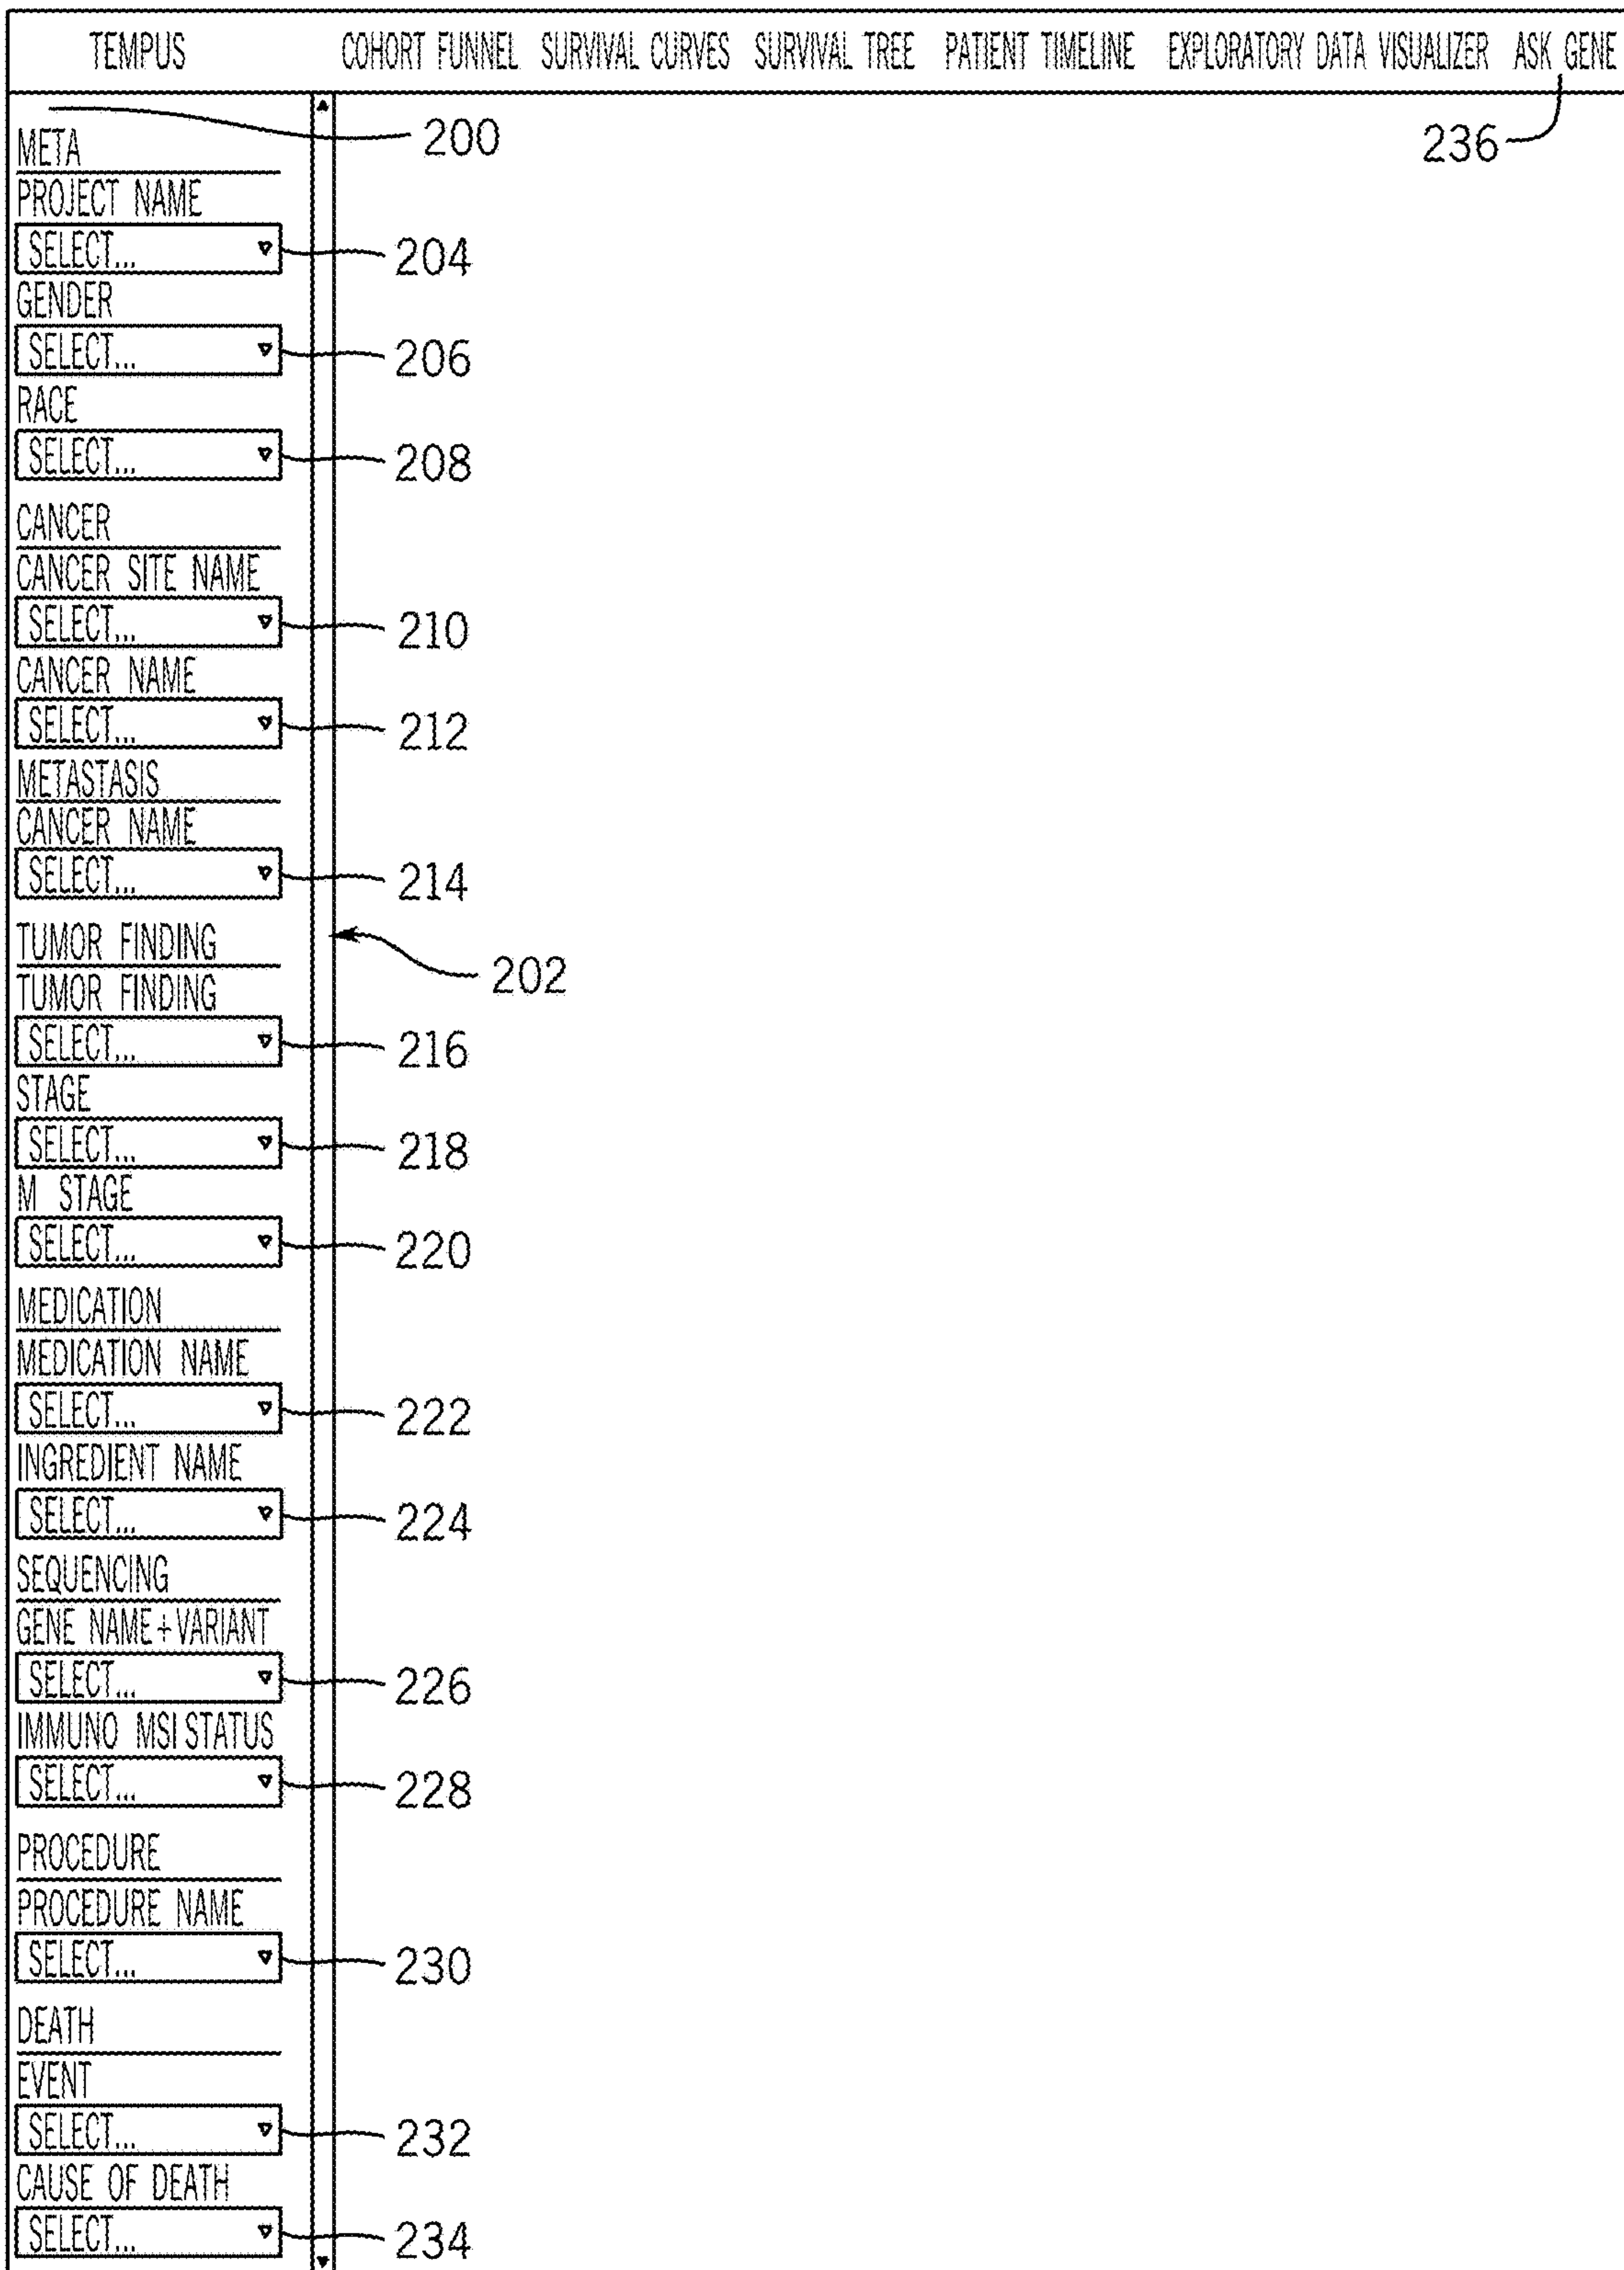 TEMPUS COHORT FUNNEL SURVIVAL CURVES SURVIVAL TREE PATIENT TIMELINE EXPLORATORY DATA VISUALIZER ASK GENE
200
236
META
PROJECT NAME
SELECT... 204
GENDER
SELECT... 206
RACE
SELECT... 208
CANCER
CANCER SITE NAME
SELECT... 210
CANCER NAME
SELECT... 212
METASTASIS
CANCER NAME
SELECT... 214
TUMOR FINDING
202
TUMOR FINDING
SELECT... 216
STAGE
SELECT... 218
M STAGE
SELECT... 220
MEDICATION
MEDICATION NAME
SELECT... 222
INGREDIENT NAME
SELECT... 224
SEQUENCING
GENE NAME+VARIANT
SELECT... 226
IMMUNO MSI STATUS
SELECT... 228
PROCEDURE
PROCEDURE NAME
SELECT... 230
DEATH
EVENT
SELECT... 232
CAUSE OF DEATH
SELECT... 234